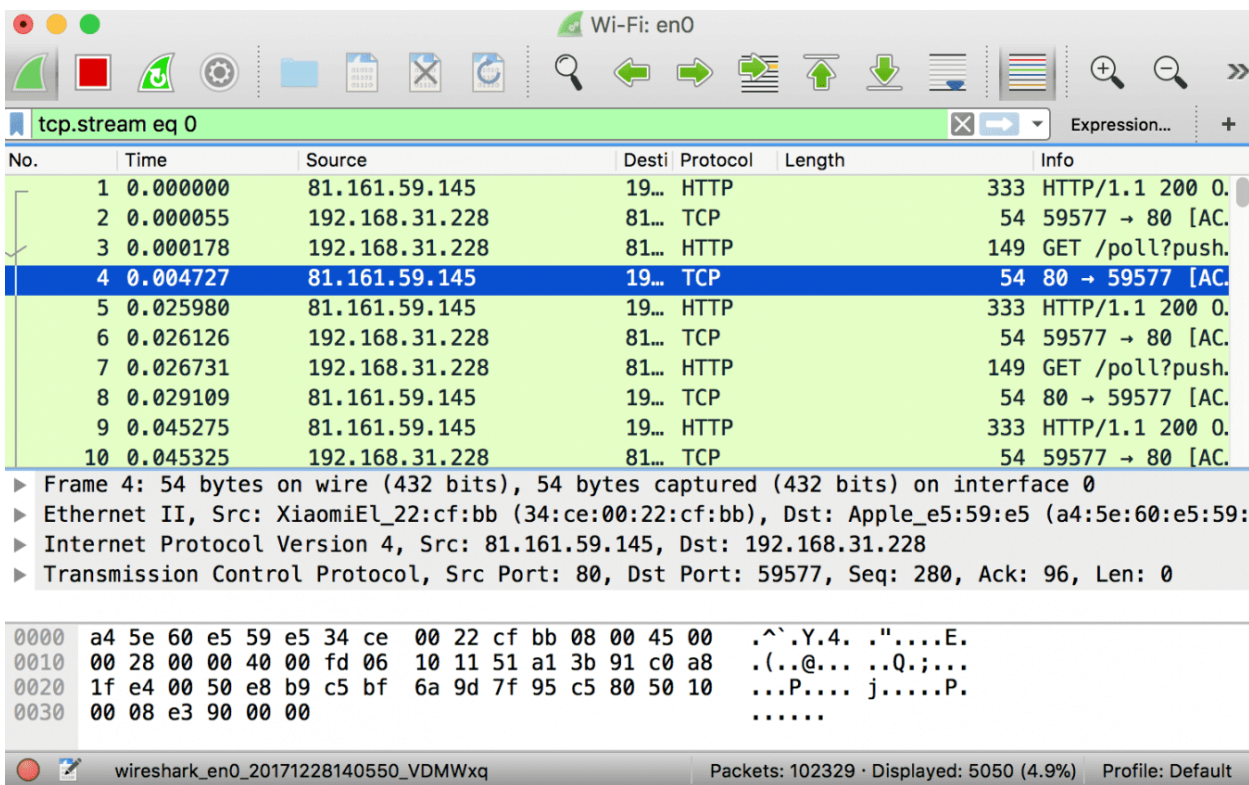 Wi-Fi: en0
tcp.stream eq 0 Expression... +
No. Time Source Desti Protocol Length Info
1 0.000000 81.161.59.145 19… HTTP 333 HTTP/1.1 200 O.
2 0.000055 192.168.31.228 81… TCP 54 59577 → 80 [AC.
3 0.000178 192.168.31.228 81… HTTP 149 GET /poll?push.
4 0.004727 81.161.59.145 19… TCP 54 80 → 59577 [AC.
5 0.025980 81.161.59.145 19… HTTP 333 HTTP/1.1 200 O.
6 0.026126 192.168.31.228 81… TCP 54 59577 → 80 [AC.
7 0.026731 192.168.31.228 81… HTTP 149 GET /poll?push.
8 0.029109 81.161.59.145 19… TCP 54 80 → 59577 [AC.
9 0.045275 81.161.59.145 19… HTTP 333 HTTP/1.1 200 O.
10 0.045325 192.168.31.228 81… TCP 54 59577 → 80 [AC.
Frame 4: 54 bytes on wire (432 bits), 54 bytes captured (432 bits) on interface 0
Ethernet II, Src: XiaomiEl_22:cf:bb (34:ce:00:22:cf:bb), Dst: Apple_e5:59:e5 (a4:5e:60:e5:59:
Internet Protocol Version 4, Src: 81.161.59.145, Dst: 192.168.31.228
Transmission Control Protocol, Src Port: 80, Dst Port: 59577, Seq: 280, Ack: 96, Len: 0
0000 a4 5e 60 e5 59 e5 34 ce 00 22 cf bb 08 00 45 00 .^`.Y.4. ."....E.
0010 00 28 00 00 40 00 fd 06 10 11 51 a1 3b 91 c0 a8 .(..@... ..Q.;...
0020 1f e4 00 50 e8 b9 c5 bf 6a 9d 7f 95 c5 80 50 10 ...P.... j.....P.
0030 00 08 e3 90 00 00 ......
wireshark_en0_20171228140550_VDMWxq Packets: 102329 · Displayed: 5050 (4.9%) Profile: Default